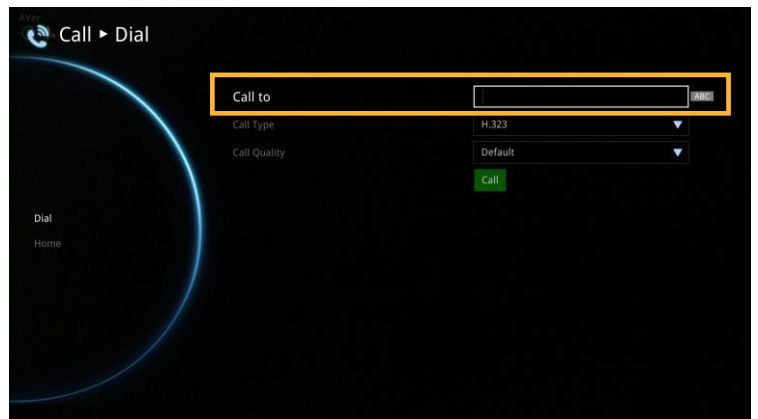 AVer
Call ▸ Dial
Call to
ABC
Call Type H.323 ▼
Call Quality Default ▼
Call
Dial
Home